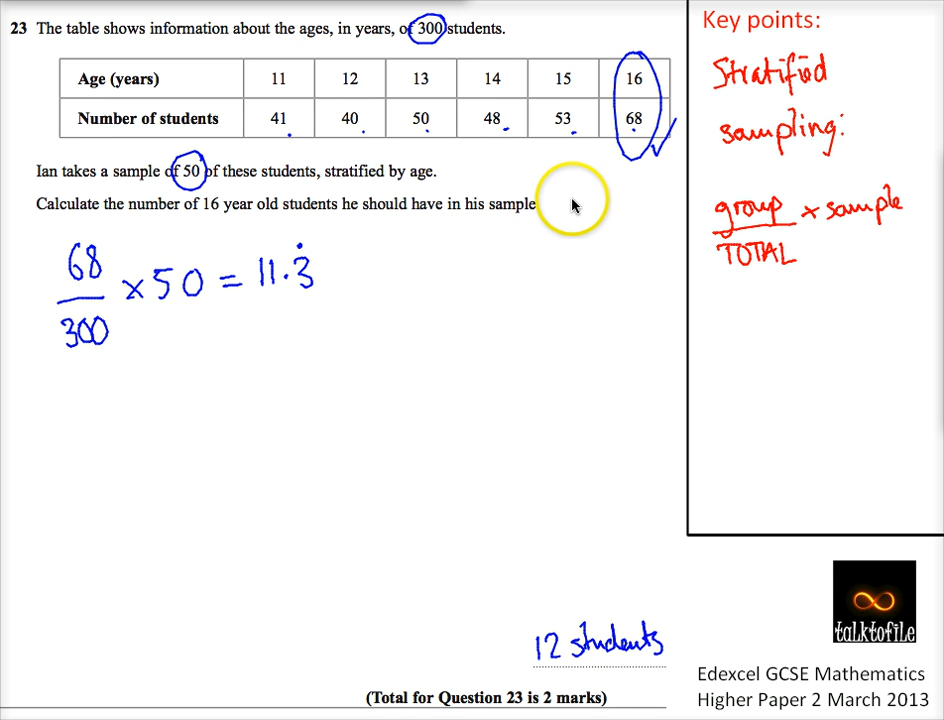 23 The table shows information about the ages, in years, of 300 students.
Age (years) 11 12 13 14 15 16
Number of students 41 40 50 48 53 68
Ian takes a sample of 50 of these students, stratified by age.
Calculate the number of 16 year old students he should have in his sample
68
300
× 50 = 11.3̇
12 students
(Total for Question 23 is 2 marks)
Key points:
Stratified
sampling:
group
TOTAL
× sample
talktofile
Edexcel GCSE Mathematics
Higher Paper 2 March 2013